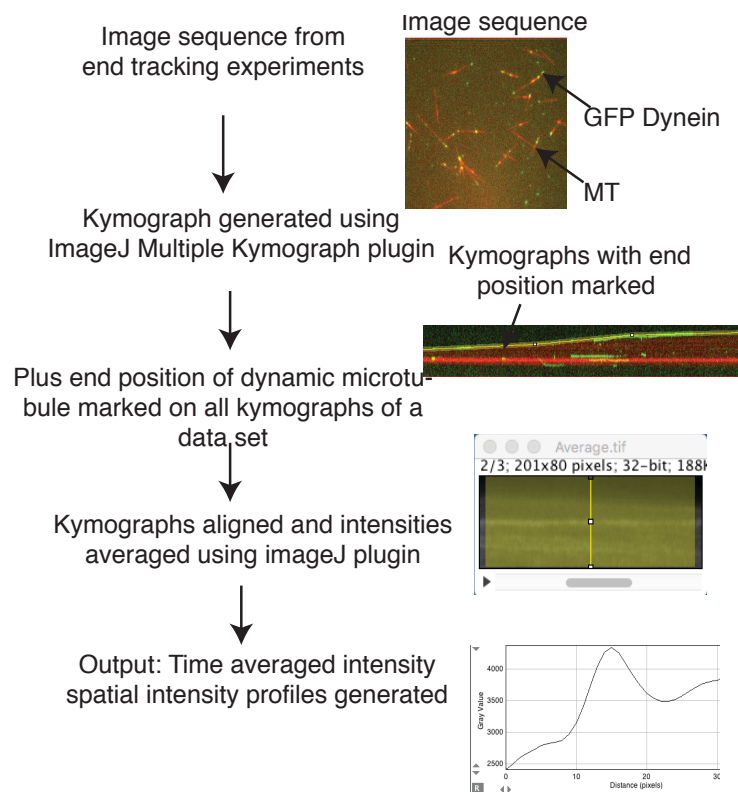 Image sequence from
end tracking experiments
Image sequence
GFP Dynein
MT
Kymograph generated using
ImageJ Multiple Kymograph plugin
Kymographs with end
position marked
Plus end position of dynamic microtu-
bule marked on all kymographs of a
data set
Average.tif
2/3; 201x80 pixels; 32-bit; 188K
Kymographs aligned and intensities
averaged using imageJ plugin
Output: Time averaged intensity
spatial intensity profiles generated
4000
3500
3000
2500
Gray Value
0 10 20 30
Distance (pixels)
R